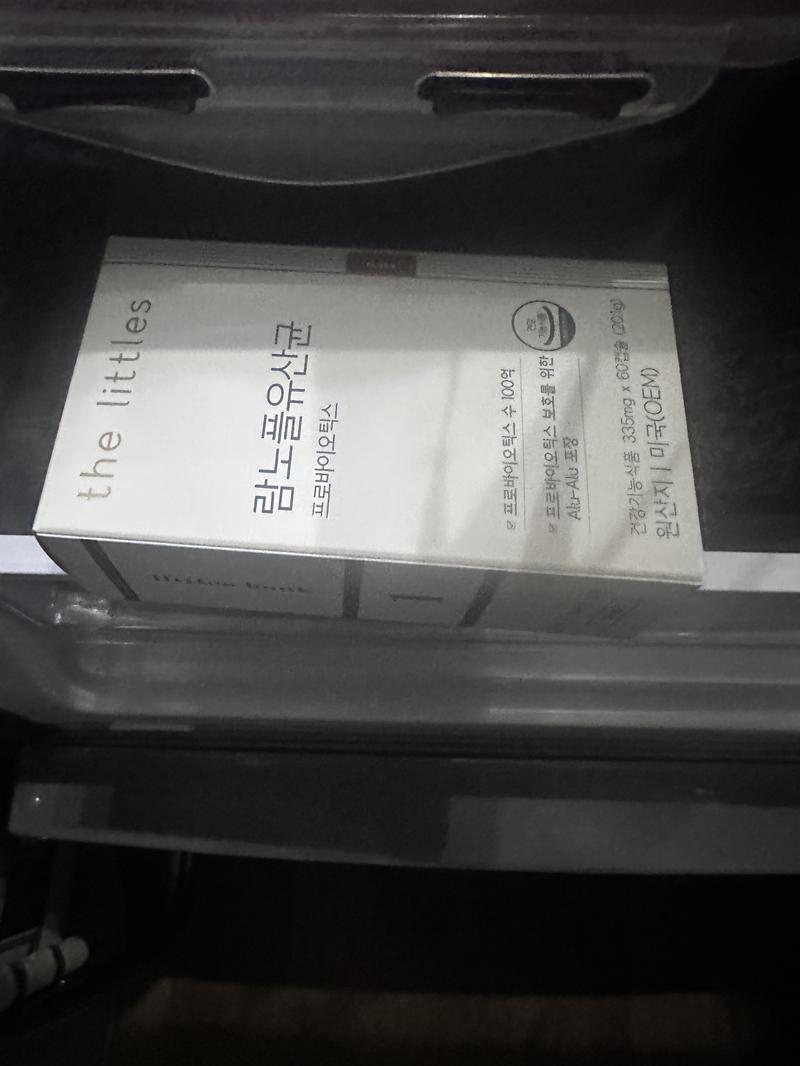 the littles
람노풀유산균
프로바이오틱스
프로바이오틱스 수 100억
프로바이오틱스 보호를 위한
Alu-Alu 포장
건강기능식품 335mg x 60캡슐 (20.1g)
원산지 | 미국(OEM)